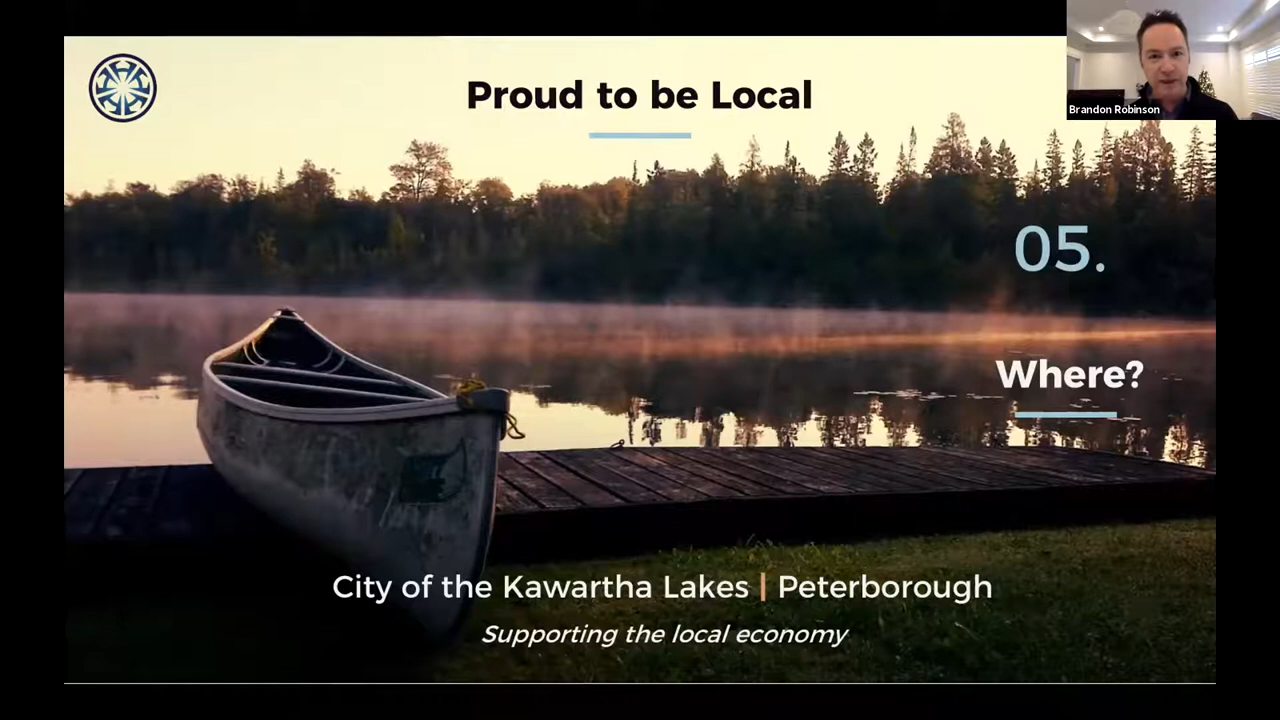 Proud to be Local
Brandon Robinson
05.
Where?
City of the Kawartha Lakes | Peterborough
Supporting the local economy